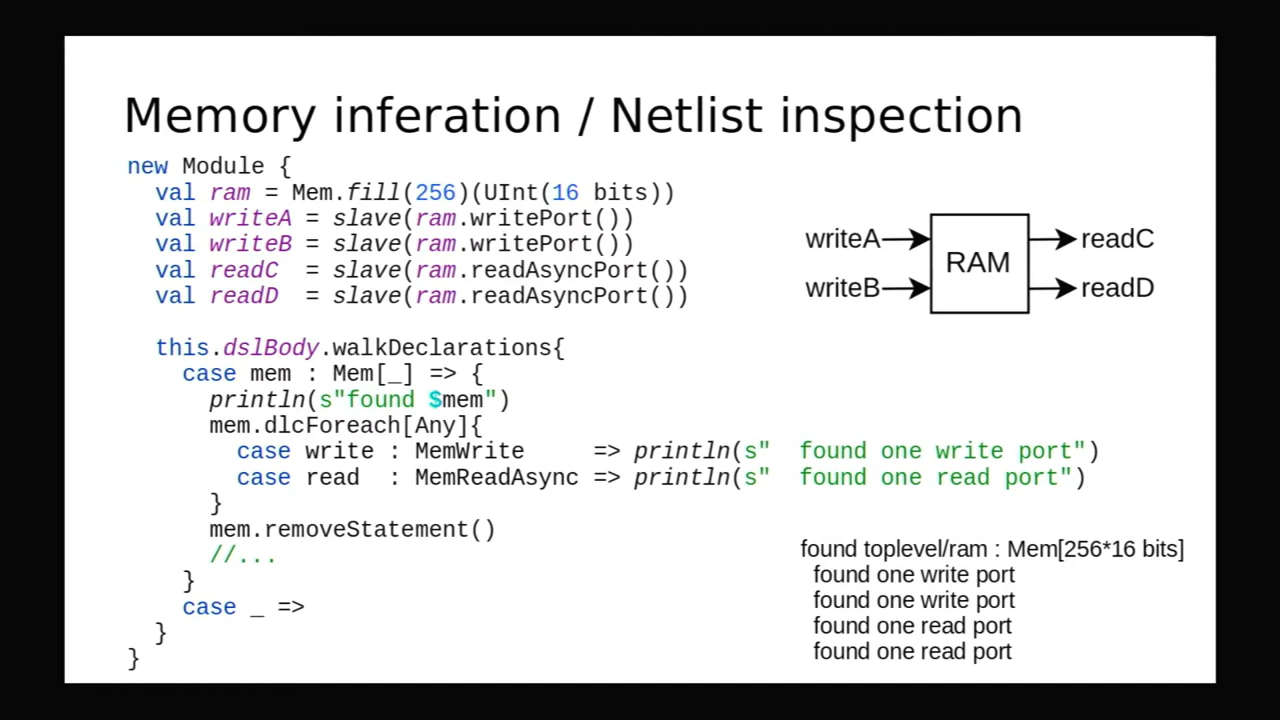 Memory inferation / Netlist inspection
new Module {
  val ram = Mem.fill(256)(UInt(16 bits))
  val writeA = slave(ram.writePort())
  val writeB = slave(ram.writePort())
  val readC  = slave(ram.readAsyncPort())
  val readD  = slave(ram.readAsyncPort())
  this.dslBody.walkDeclarations{
    case mem : Mem[_] => {
      println(s"found $mem")
      mem.dlcForeach[Any]{
        case write : MemWrite     => println(s"  found one write port")
        case read  : MemReadAsync => println(s"  found one read port")
      }
      mem.removeStatement()
      //...
    }
    case _ =>
  }
}
writeA
writeB
RAM
readC
readD
found toplevel/ram : Mem[256*16 bits]
  found one write port
  found one write port
  found one read port
  found one read port